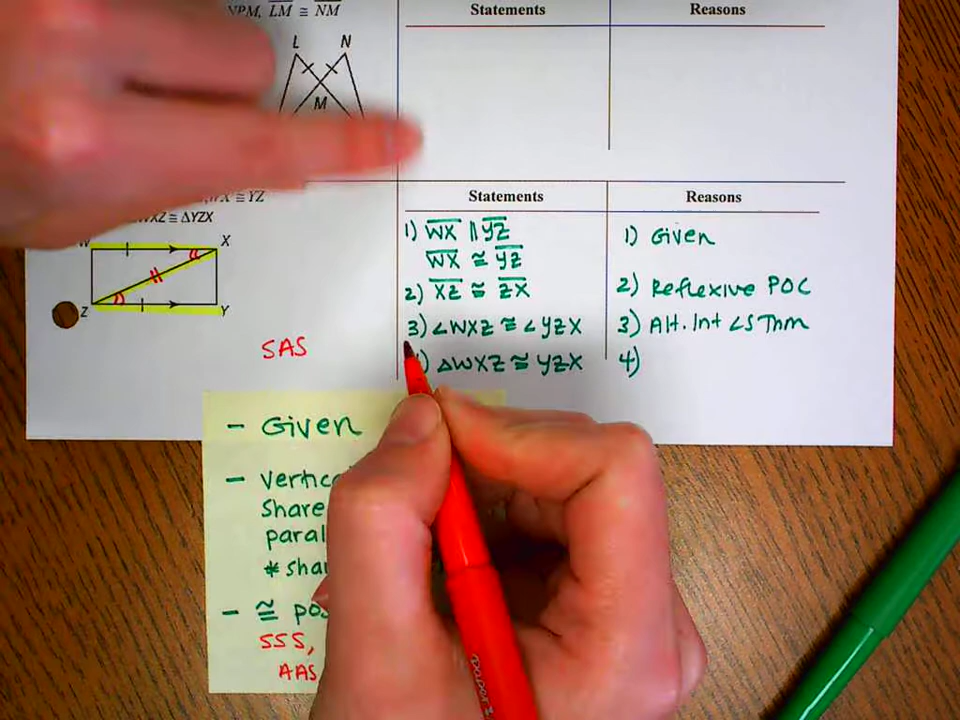 NPM, LM ≅ NM
Statements Reasons
L N
M
≅ YZ
WXZ ≅ ΔYZX
X
Z Y
SAS
Statements Reasons
1) WX ∥ YZ 1) Given
WX ≅ YZ
2) XZ ≅ ZX 2) Reflexive POC
3) ∠WXZ ≅ ∠YZX 3) Alt. Int ∠S Thm
4) ΔWXZ ≅ YZX 4)
- Given
- Vertic
Share
paral
* sha
- ≅ po
SSS,
AAS